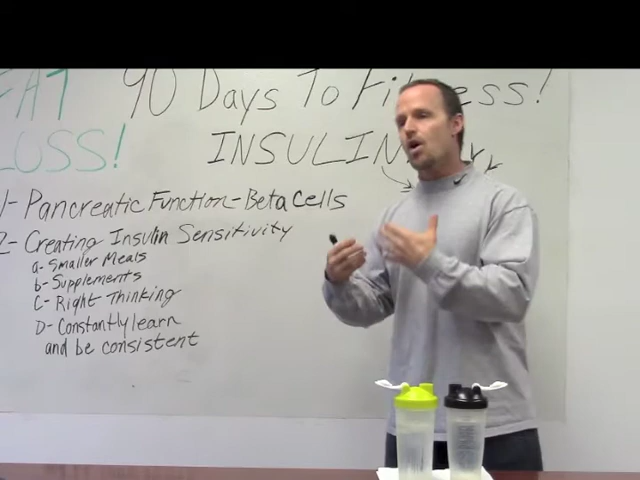 FAT
LOSS!
90 Days To Fitness!
INSULIN
1- Pancreatic Function - Beta Cells
2- Creating Insulin Sensitivity
a- Smaller Meals
b- Supplements
C- Right Thinking
D- Constantly learn
and be consistent